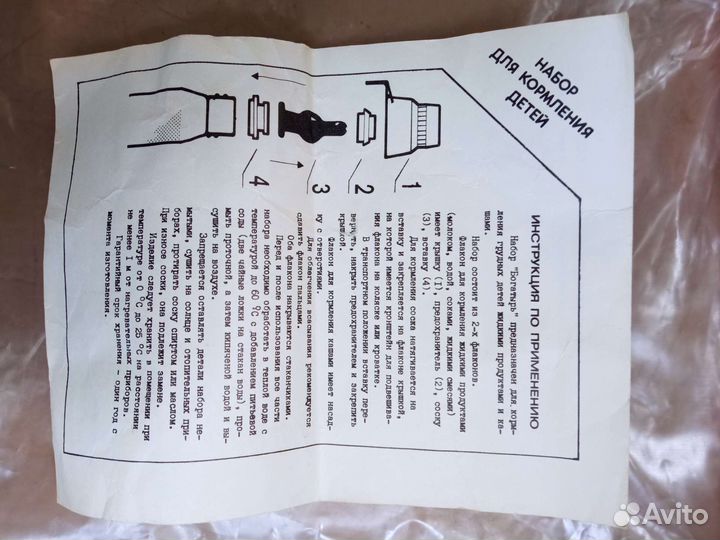 НАБОР
ДЛЯ КОРМЛЕНИЯ
ДЕТЕЙ
1
2
3
4
ИНСТРУКЦИЯ ПО ПРИМЕНЕНИЮ
Набор "Богатырь" предназначен для корм-
ления грудных детей жидкими продуктами и ка-
шами.
Набор состоит из 2-х флаконов.
Флакон для кормления жидкими продуктами
(молоком, водой, соками, жидкими смесями)
имеет крышку (1), предохранитель (2), соску
(3), вставку (4).
Для кормления соска натягивается на
вставку и закрепляется на флаконе крышкой,
на которой имеется кронштейн для подвешива-
ния флакона на коляске или кроватке.
В транспортном положении вставку пере-
вернуть, накрыть предохранителем и закрепить
крышкой.
Флакон для кормления кашами имеет насад-
ку с отверстиями.
Для облегчения всасывания рекомендуется
сдавить флакон пальцами.
Оба флакона накрываются стаканчиками.
Перед и после использования все части
набора необходимо обработать в теплой воде с
температурой до 60 °С с добавлением питьевой
соды (две чайные ложки на стакан воды), про-
мыть проточной, а затем кипяченой водой и вы-
сушить на воздухе.
Запрещается оставлять детали набора не-
мытыми, сушить на солнце и отопительных при-
борах, протирать соску спиртом или маслом.
При износе соски, она подлежит замене.
Изделие следует хранить в помещении при
температуре от 0 °С до 25 °С на расстоянии
не менее 1 м от нагревательных приборов.
Гарантийный срок хранения - один год с
момента изготовления.
Avito